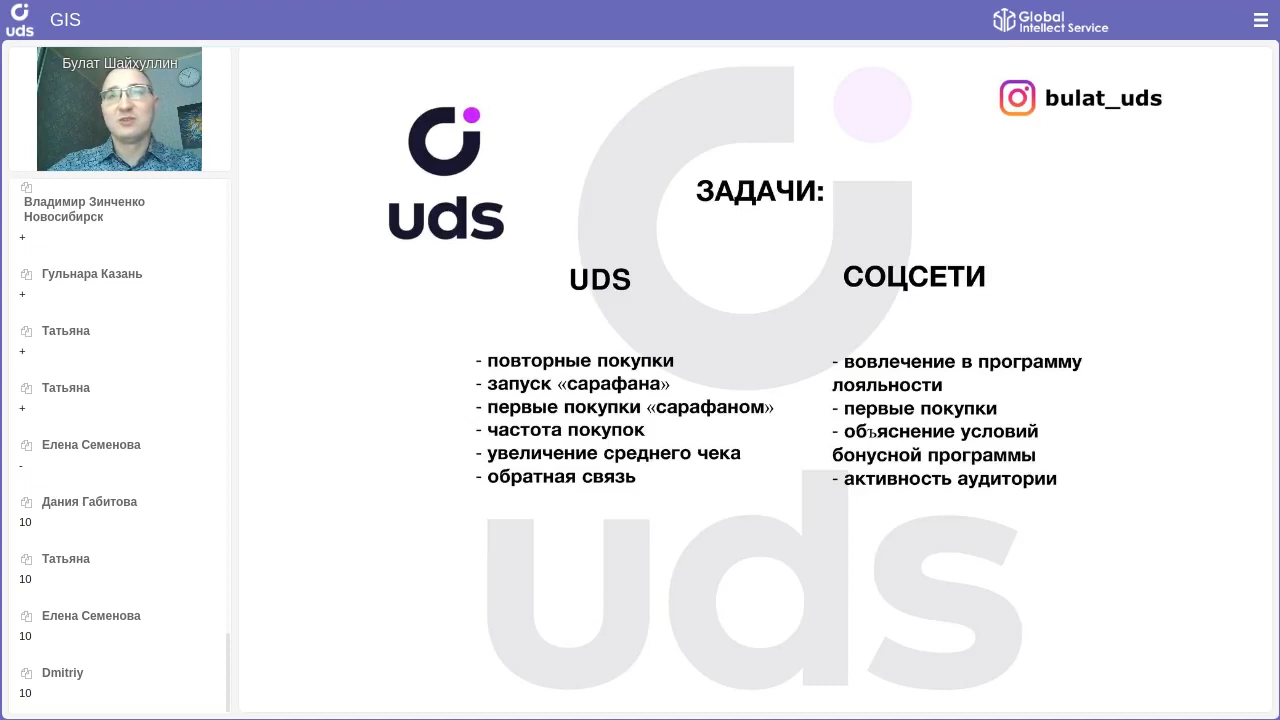 uds
GIS
Global
Intellect Service
Булат Шайхуллин
Владимир Зинченко
Новосибирск
+
Гульнара Казань
+
Татьяна
+
Татьяна
+
Елена Семенова
-
Дания Габитова
10
Татьяна
10
Елена Семенова
10
Dmitriy
10
bulat_uds
uds
ЗАДАЧИ:
UDS
- повторные покупки
- запуск «сарафана»
- первые покупки «сарафаном»
- частота покупок
- увеличение среднего чека
- обратная связь
СОЦСЕТИ
- вовлечение в программу
лояльности
- первые покупки
- объяснение условий
бонусной программы
- активность аудитории
uds